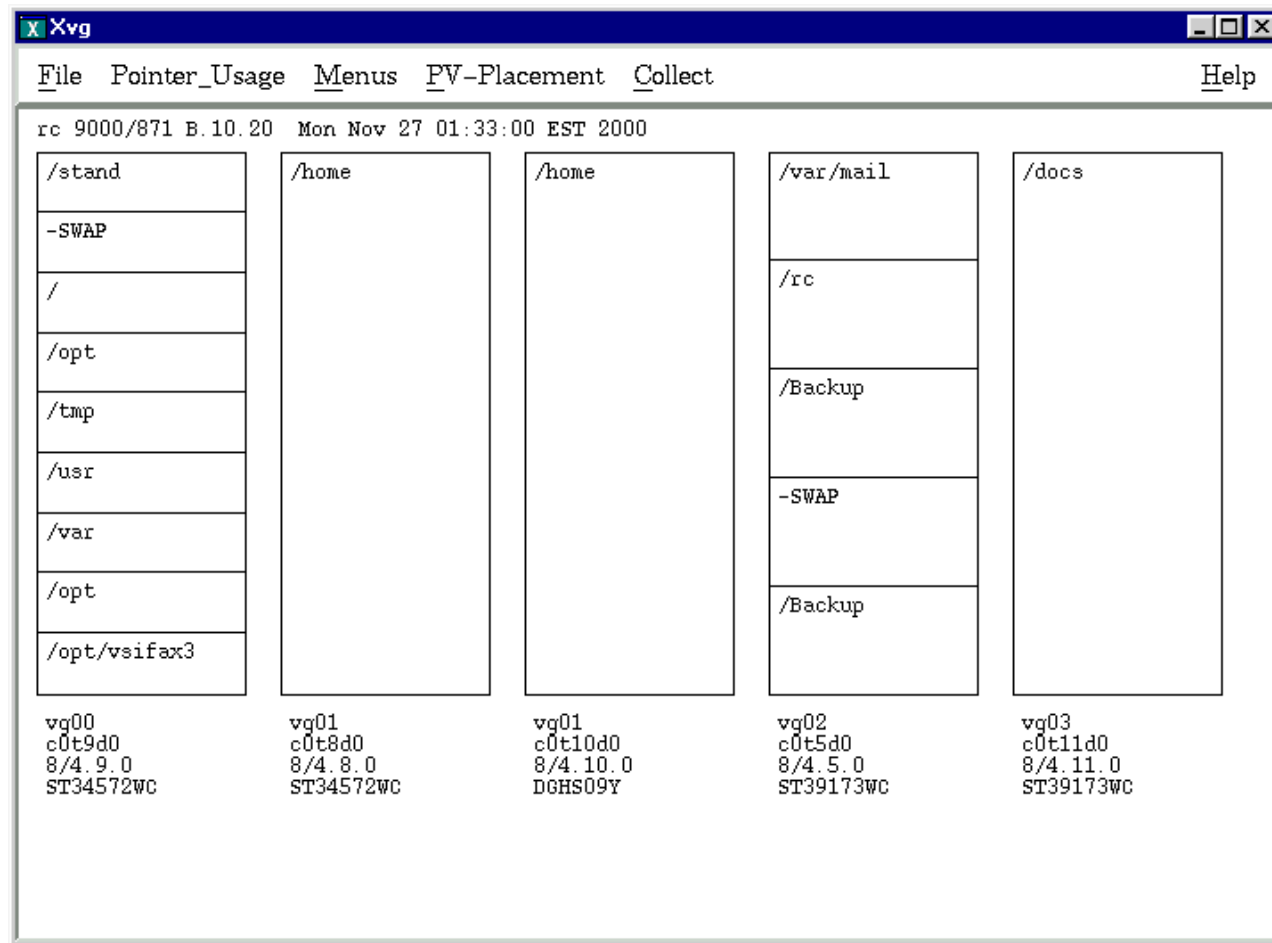 Xvg
File Pointer_Usage Menus PV-Placement Collect Help
rc 9000/871 B.10.20 Mon Nov 27 01:33:00 EST 2000
/stand
-SWAP
/
/opt
/tmp
/usr
/var
/opt
/opt/vsifax3
vg00
c0t9d0
8/4.9.0
ST34572WC
/home
vg01
c0t8d0
8/4.8.0
ST34572WC
/home
vg01
c0t10d0
8/4.10.0
DGHS09Y
/var/mail
/rc
/Backup
-SWAP
/Backup
vg02
c0t5d0
8/4.5.0
ST39173WC
/docs
vg03
c0t11d0
8/4.11.0
ST39173WC